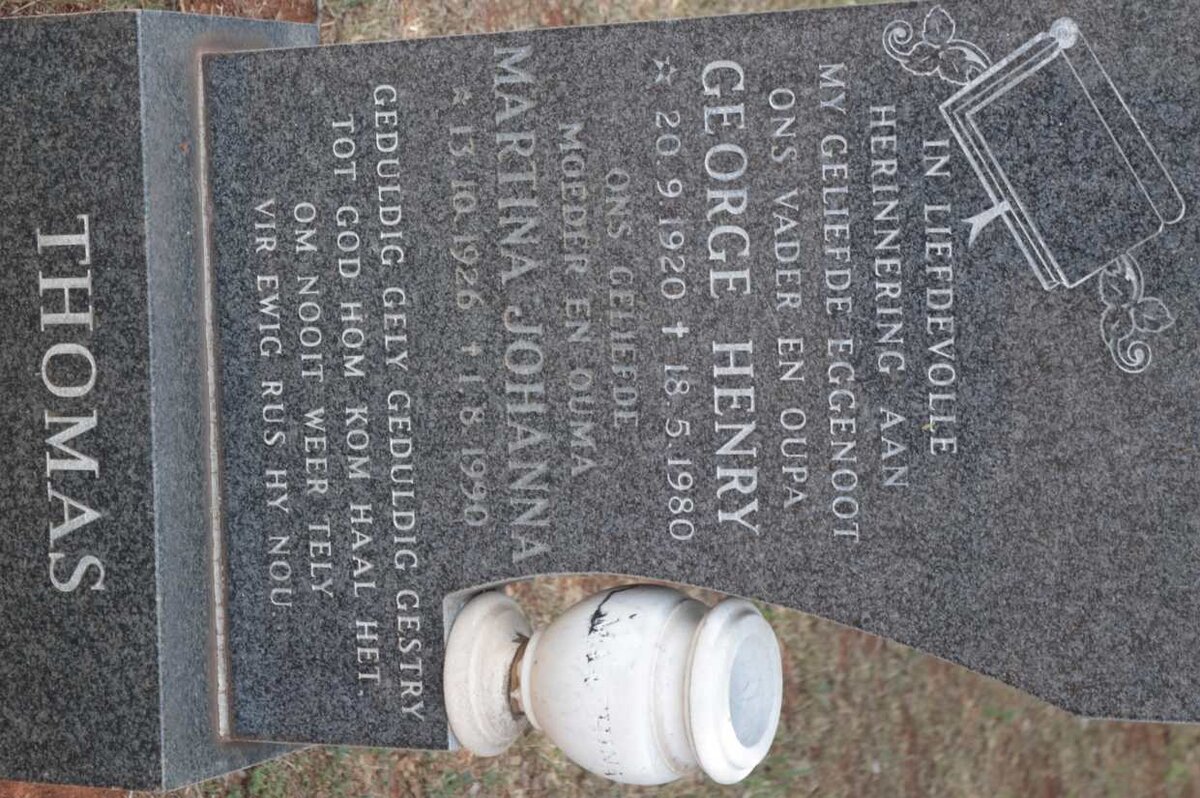 IN LIEFDEVOLLE
HERINNERING AAN
MY GELIEFDE EGGENOOT
ONS VADER EN OUPA
GEORGE HENRY
☆ 20.9.1920 ✝ 18.5.1980
ONS GELIEFDE
MOEDER EN OUMA
MARTINA JOHANNA
☆ 13.10.1926 ✝ 1.8.1990
GEDULDIG GELY GEDULDIG GESTRY
TOT GOD HOM KOM HAAL HET.
OM NOOIT WEER TELY
VIR EWIG RUS HY NOU.
THOMAS